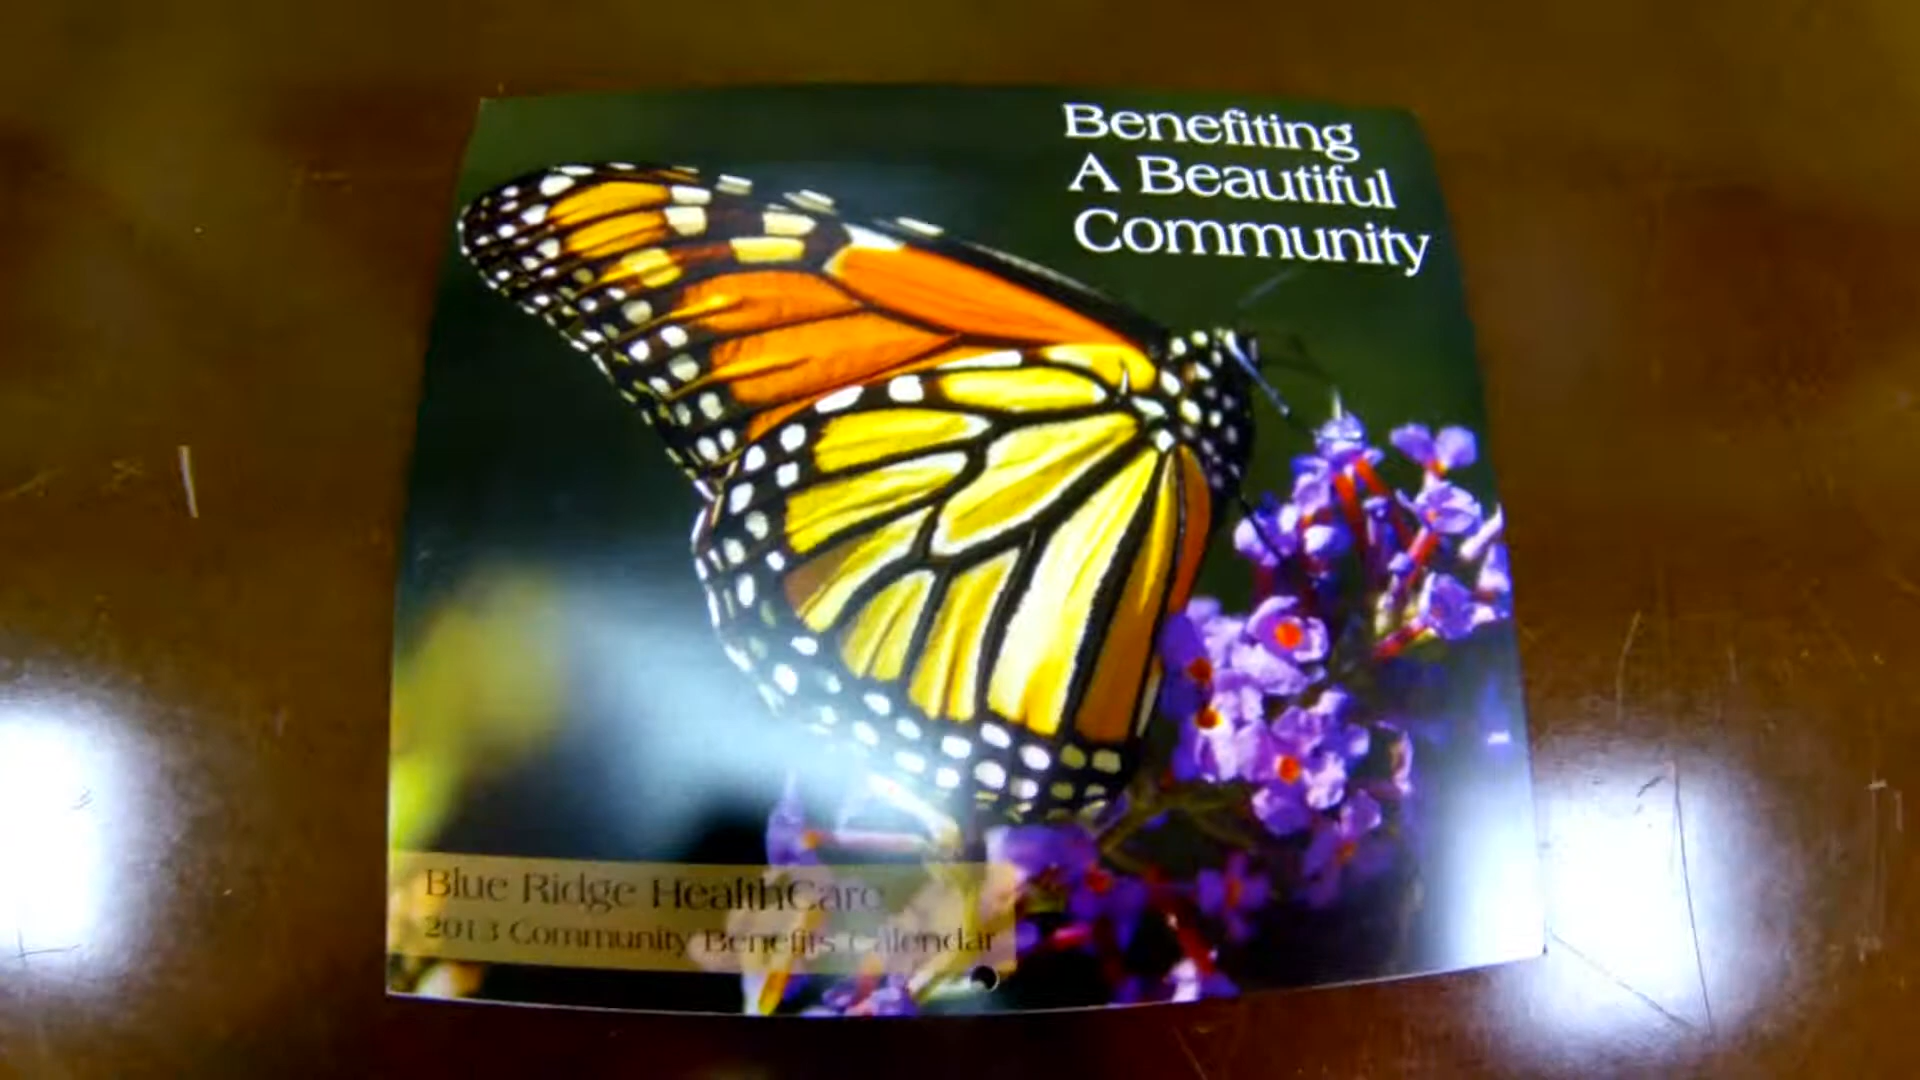 Benefiting
A Beautiful
Community
Blue Ridge HealthCare
2013 Community Benefits Calendar